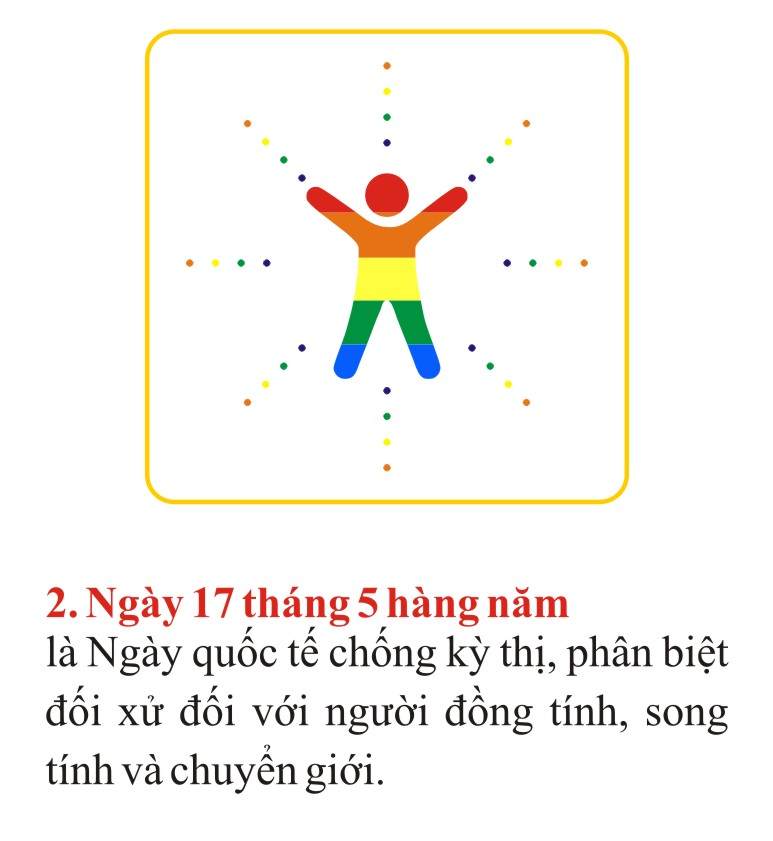 2. Ngày 17 tháng 5 hàng năm
là Ngày quốc tế chống kỳ thị, phân biệt
đối xử đối với người đồng tính, song
tính và chuyển giới.